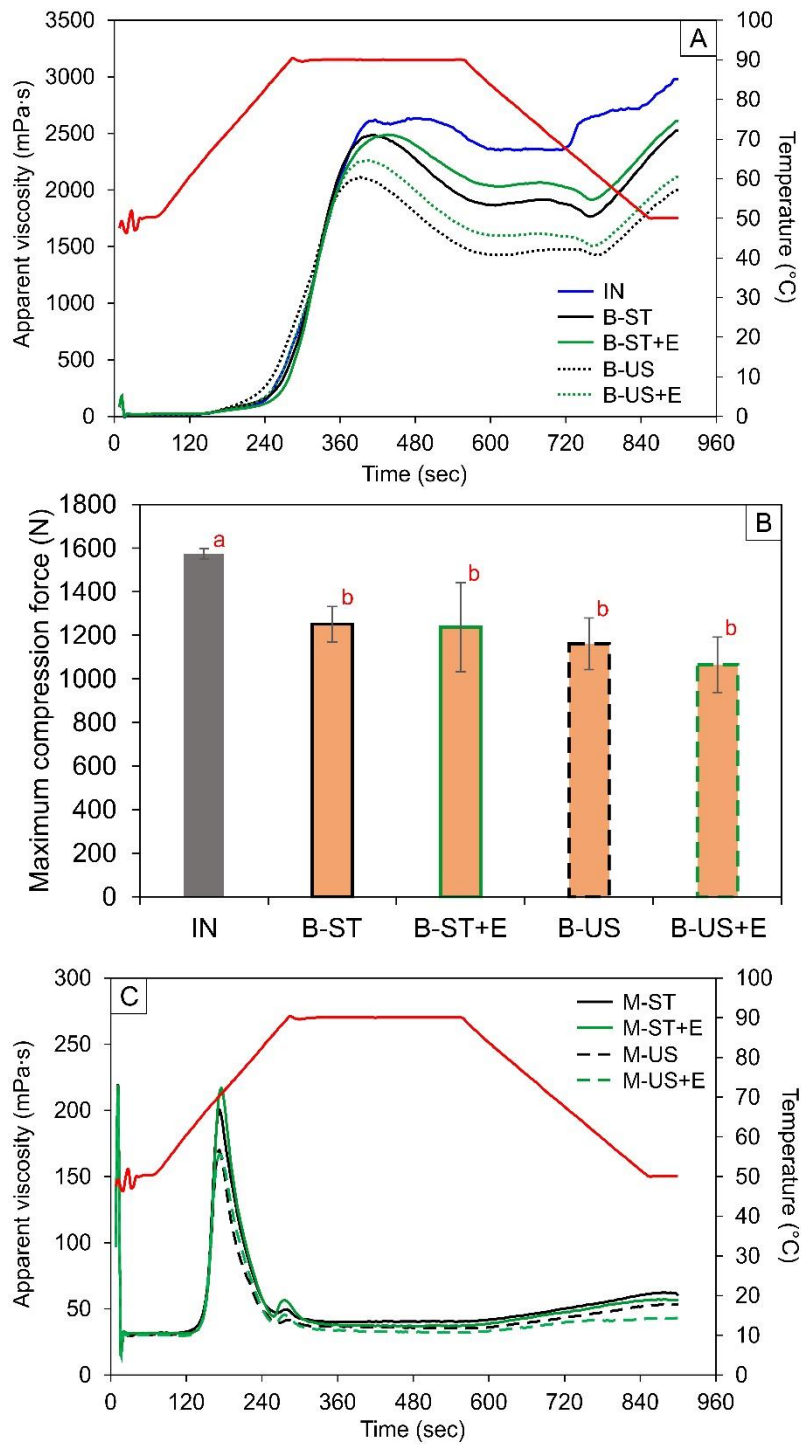 A
Apparent viscosity (mPa·s)
3500
3000
2500
2000
1500
1000
500
0
100
90
80
70
60
50
40
30
20
10
0
Temperature (°C)
IN
B-ST
B-ST+E
B-US
B-US+E
0 120 240 360 480 600 720 840 960
Time (sec)
B
Maximum compression force (N)
1800
1600
1400
1200
1000
800
600
400
200
0
a
b
b
b
b
IN B-ST B-ST+E B-US B-US+E
C
Apparent viscosity (mPa·s)
300
250
200
150
100
50
0
100
90
80
70
60
50
40
30
20
10
0
Temperature (°C)
M-ST
M-ST+E
M-US
M-US+E
0 120 240 360 480 600 720 840 960
Time (sec)